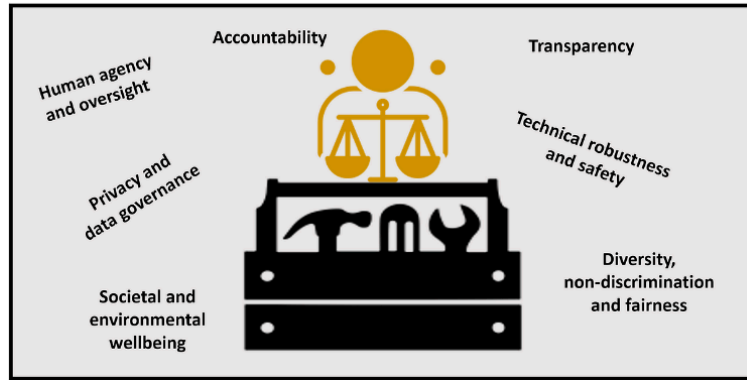 Accountability
Transparency
Human agency
and oversight
Technical robustness
and safety
Privacy and
data governance
Diversity,
non-discrimination
and fairness
Societal and
environmental
wellbeing